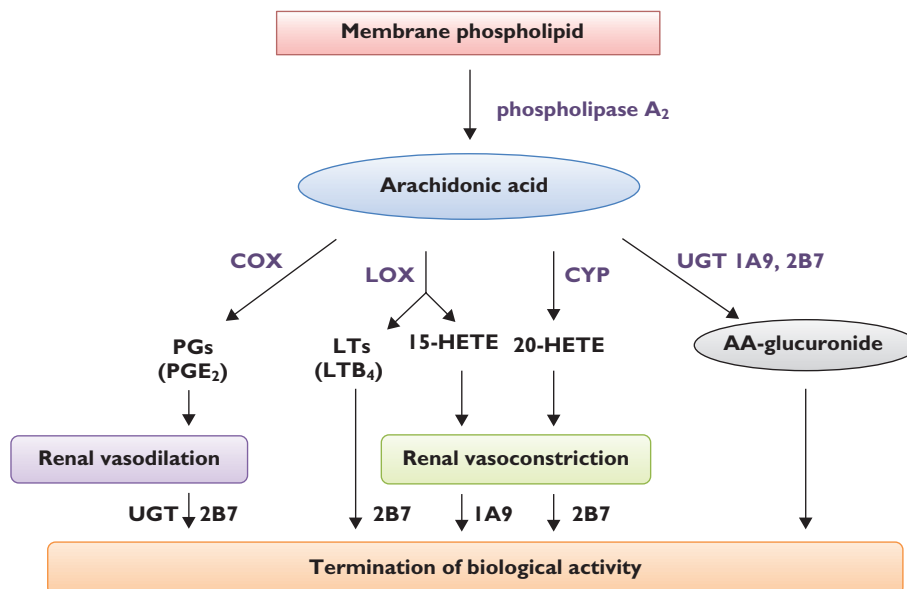 Membrane phospholipid
phospholipase A₂
Arachidonic acid
COX
LOX
CYP
UGT 1A9, 2B7
PGs
(PGE₂)
LTs
(LTB₄)
15-HETE
20-HETE
AA-glucuronide
Renal vasodilation
Renal vasoconstriction
UGT 2B7
2B7
1A9
2B7
Termination of biological activity